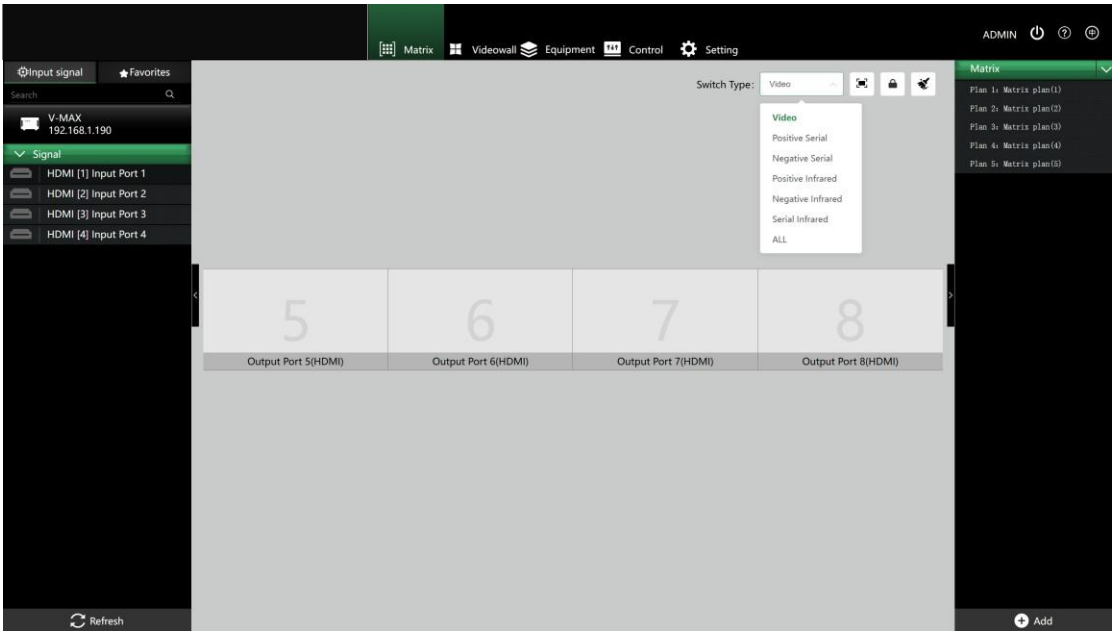 ADMIN 中
Matrix Videowall Equipment Control Setting
Input signal Favorites
Search
V-MAX
192.168.1.190
Signal
HDMI [1] Input Port 1
HDMI [2] Input Port 2
HDMI [3] Input Port 3
HDMI [4] Input Port 4
Refresh
Switch Type: Video
Video
Positive Serial
Negative Serial
Positive Infrared
Negative Infrared
Serial Infrared
ALL
5 6 7 8
Output Port 5(HDMI) Output Port 6(HDMI) Output Port 7(HDMI) Output Port 8(HDMI)
Matrix
Plan 1: Matrix plan(1)
Plan 2: Matrix plan(2)
Plan 3: Matrix plan(3)
Plan 4: Matrix plan(4)
Plan 5: Matrix plan(5)
Add